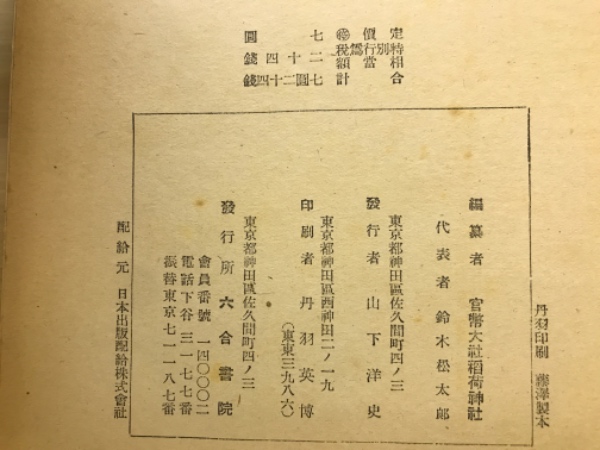 定價 七圓
特別行爲税 二十四錢
相當額
合計 七圓二十四錢
丹羽印刷 藤澤製本
編纂者 官幣大社稻荷神社
代表者 鈴木松太郎
東京都神田區佐久間町四ノ三
發行者 山下洋史
東京都神田區西神田二ノ一九
印刷者 丹羽英博
(東東三九八六)
東京都神田區佐久間町四ノ三
發行所 六合書院
會員番號 一四〇〇〇二
電話下谷 三一七七番
振替東京七一一八七番
配給元 日本出版配給株式會社